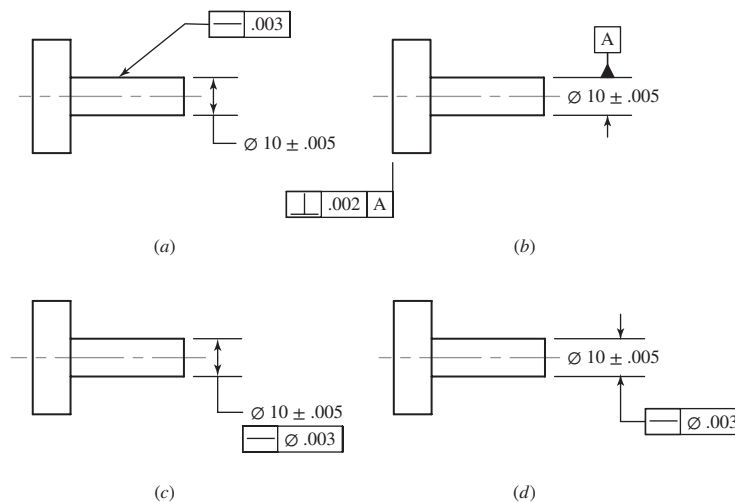 .003
A
⌀ 10 ± .005
⌀ 10 ± .005
⊥ .002 A
(a)
(b)
⌀ 10 ± .005
⌀ 10 ± .005
⌀ .003
⌀ .003
(c)
(d)